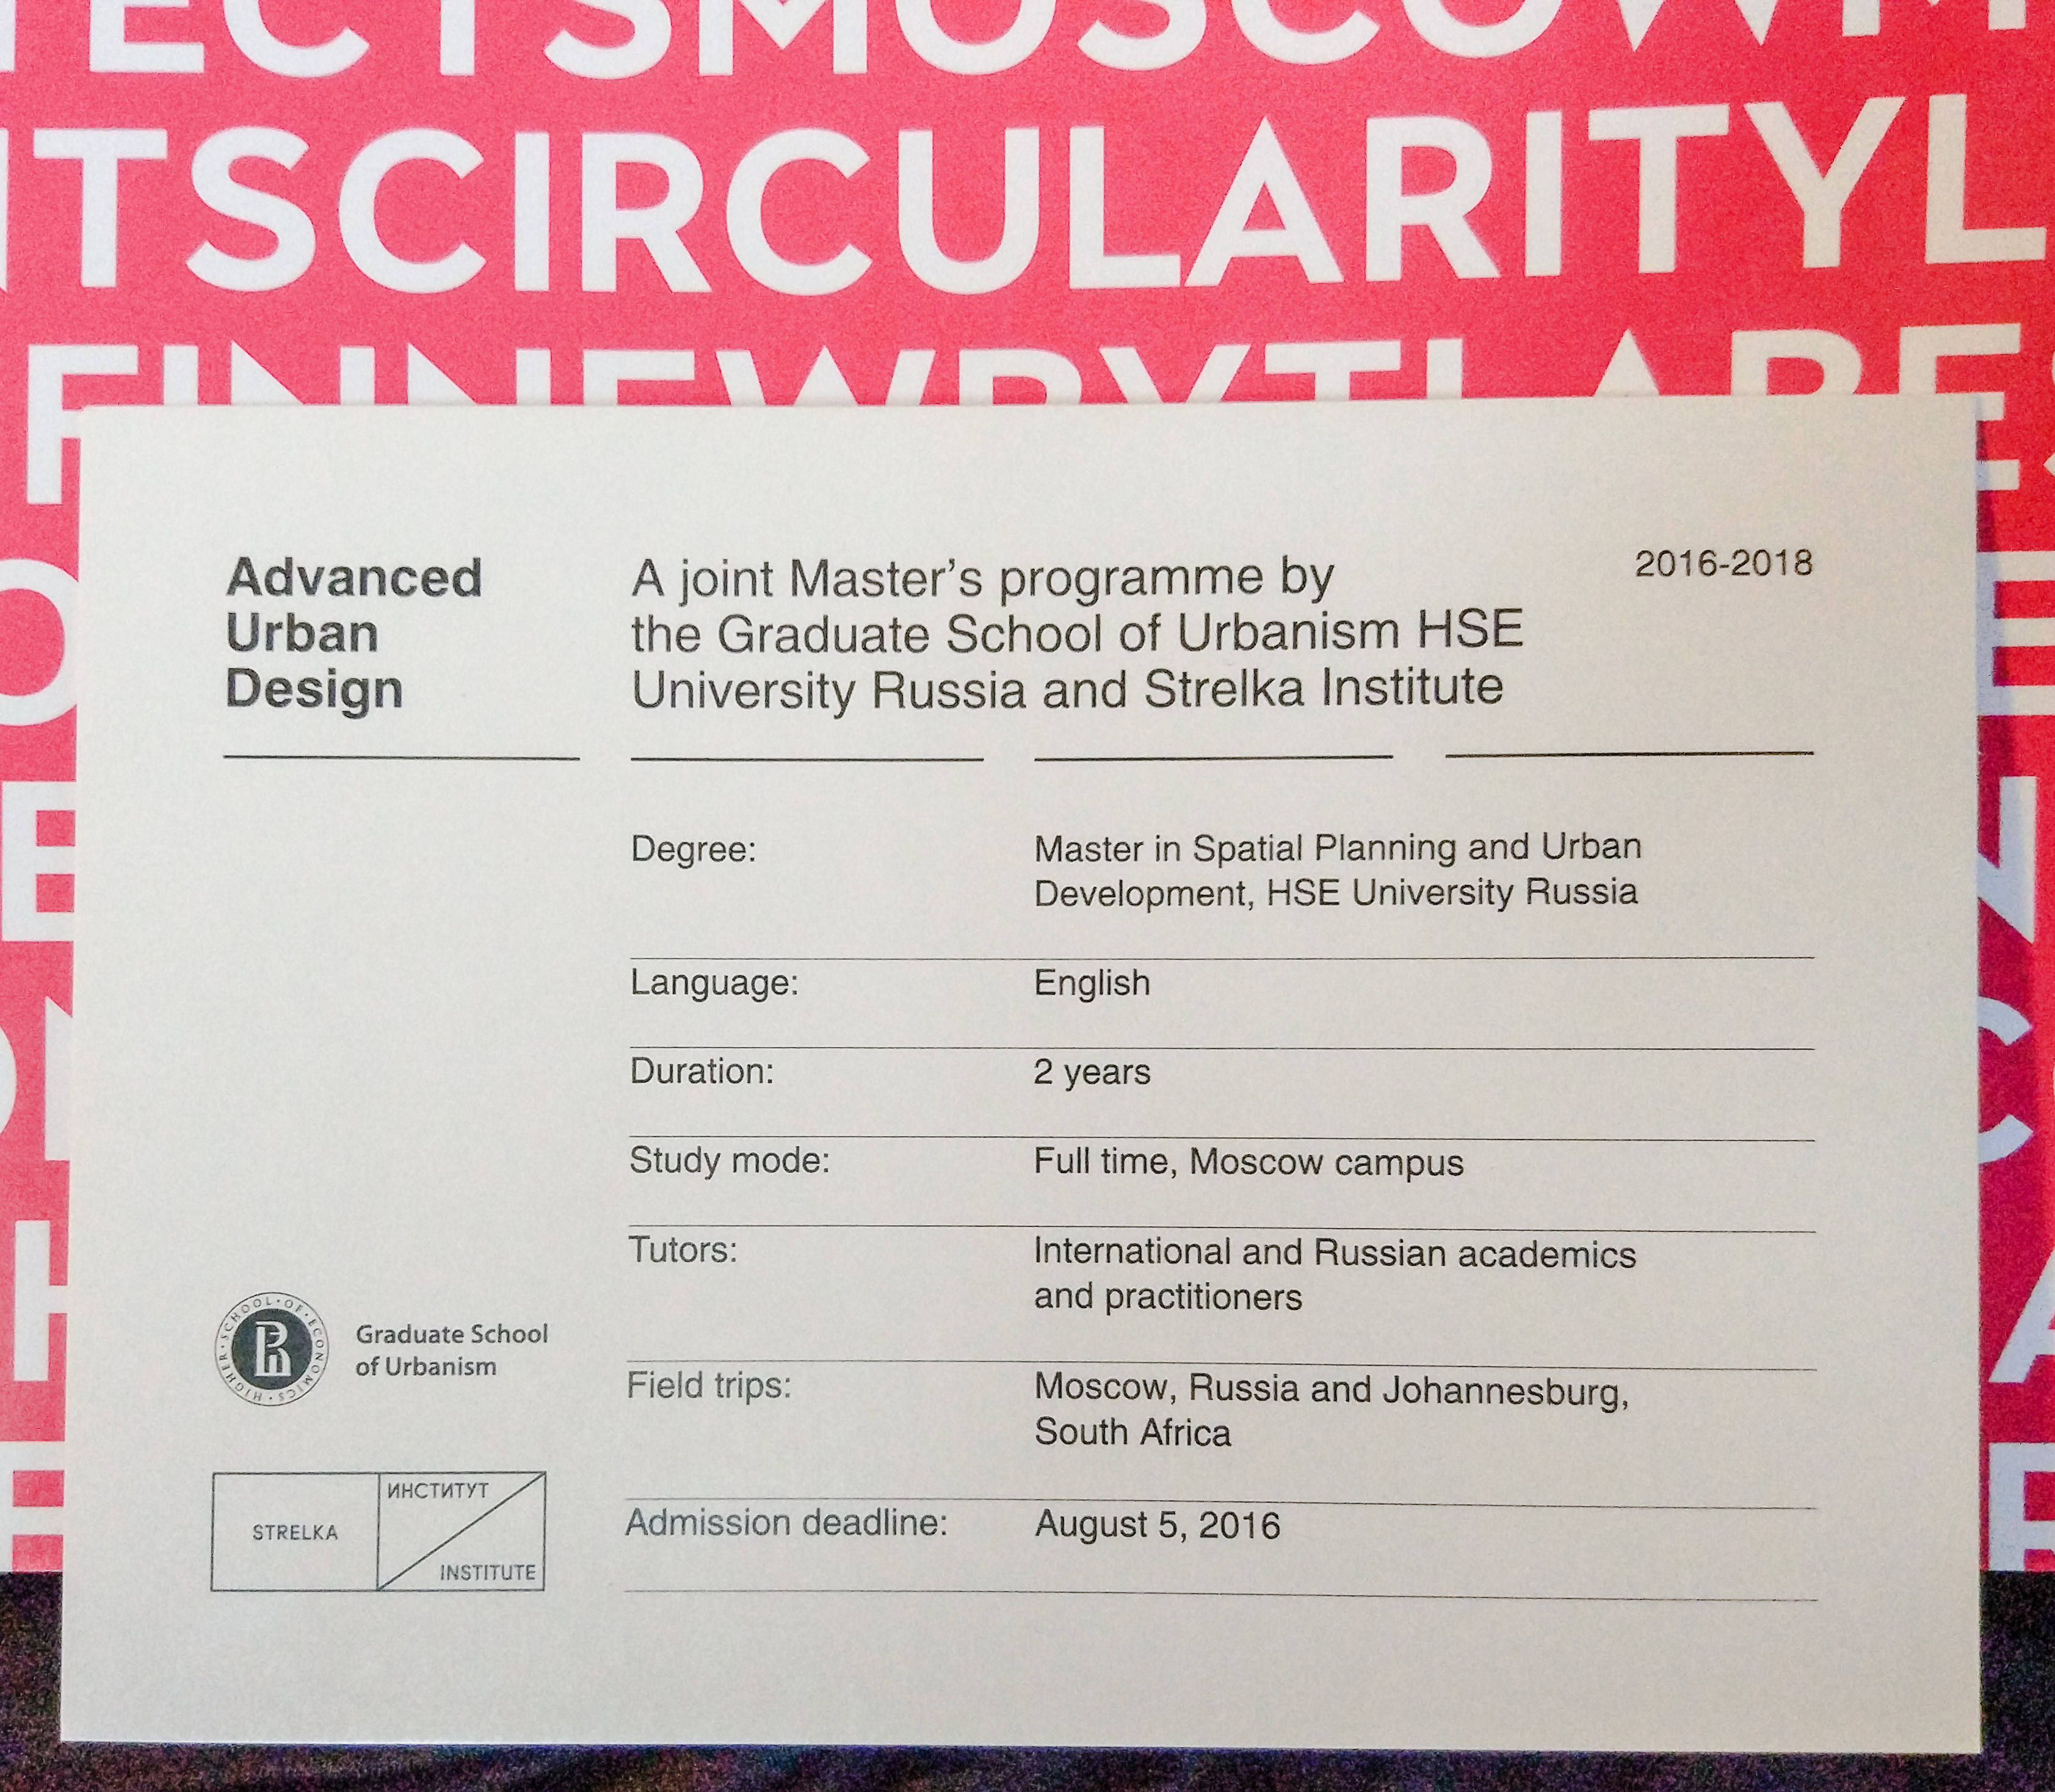 TSCIRCULARITYL
Advanced
Urban
Design
A joint Master's programme by
the Graduate School of Urbanism HSE
University Russia and Strelka Institute
2016-2018
Degree:
Master in Spatial Planning and Urban
Development, HSE University Russia
Language:
English
Duration:
2 years
Study mode:
Full time, Moscow campus
Tutors:
International and Russian academics
and practitioners
Field trips:
Moscow, Russia and Johannesburg,
South Africa
Admission deadline:
August 5, 2016
HIGHER·SCHOOL·OF·ECONOMICS·
Graduate School
of Urbanism
STRELKA
ИНСТИТУТ
INSTITUTE